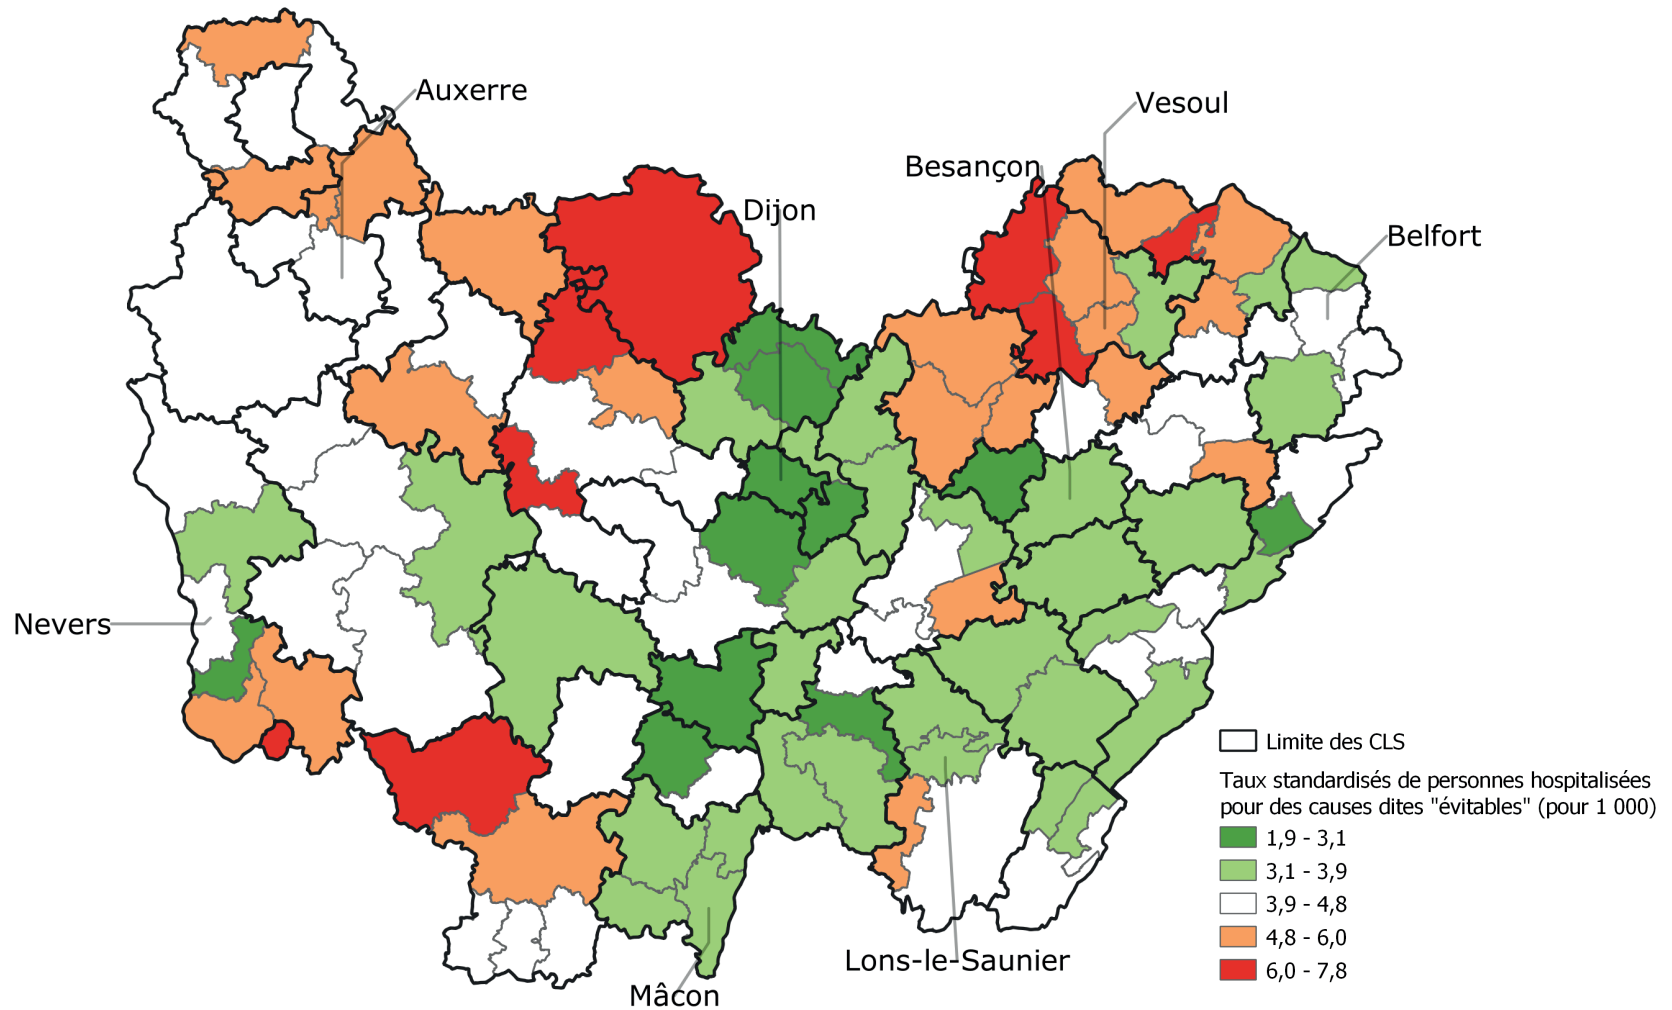 Auxerre
Vesoul
Besançon
Dijon
Belfort
Nevers
Limite des CLS
Taux standardisés de personnes hospitalisées
pour des causes dites "évitables" (pour 1 000)
1,9 - 3,1
3,1 - 3,9
3,9 - 4,8
4,8 - 6,0
6,0 - 7,8
Lons-le-Saunier
Mâcon